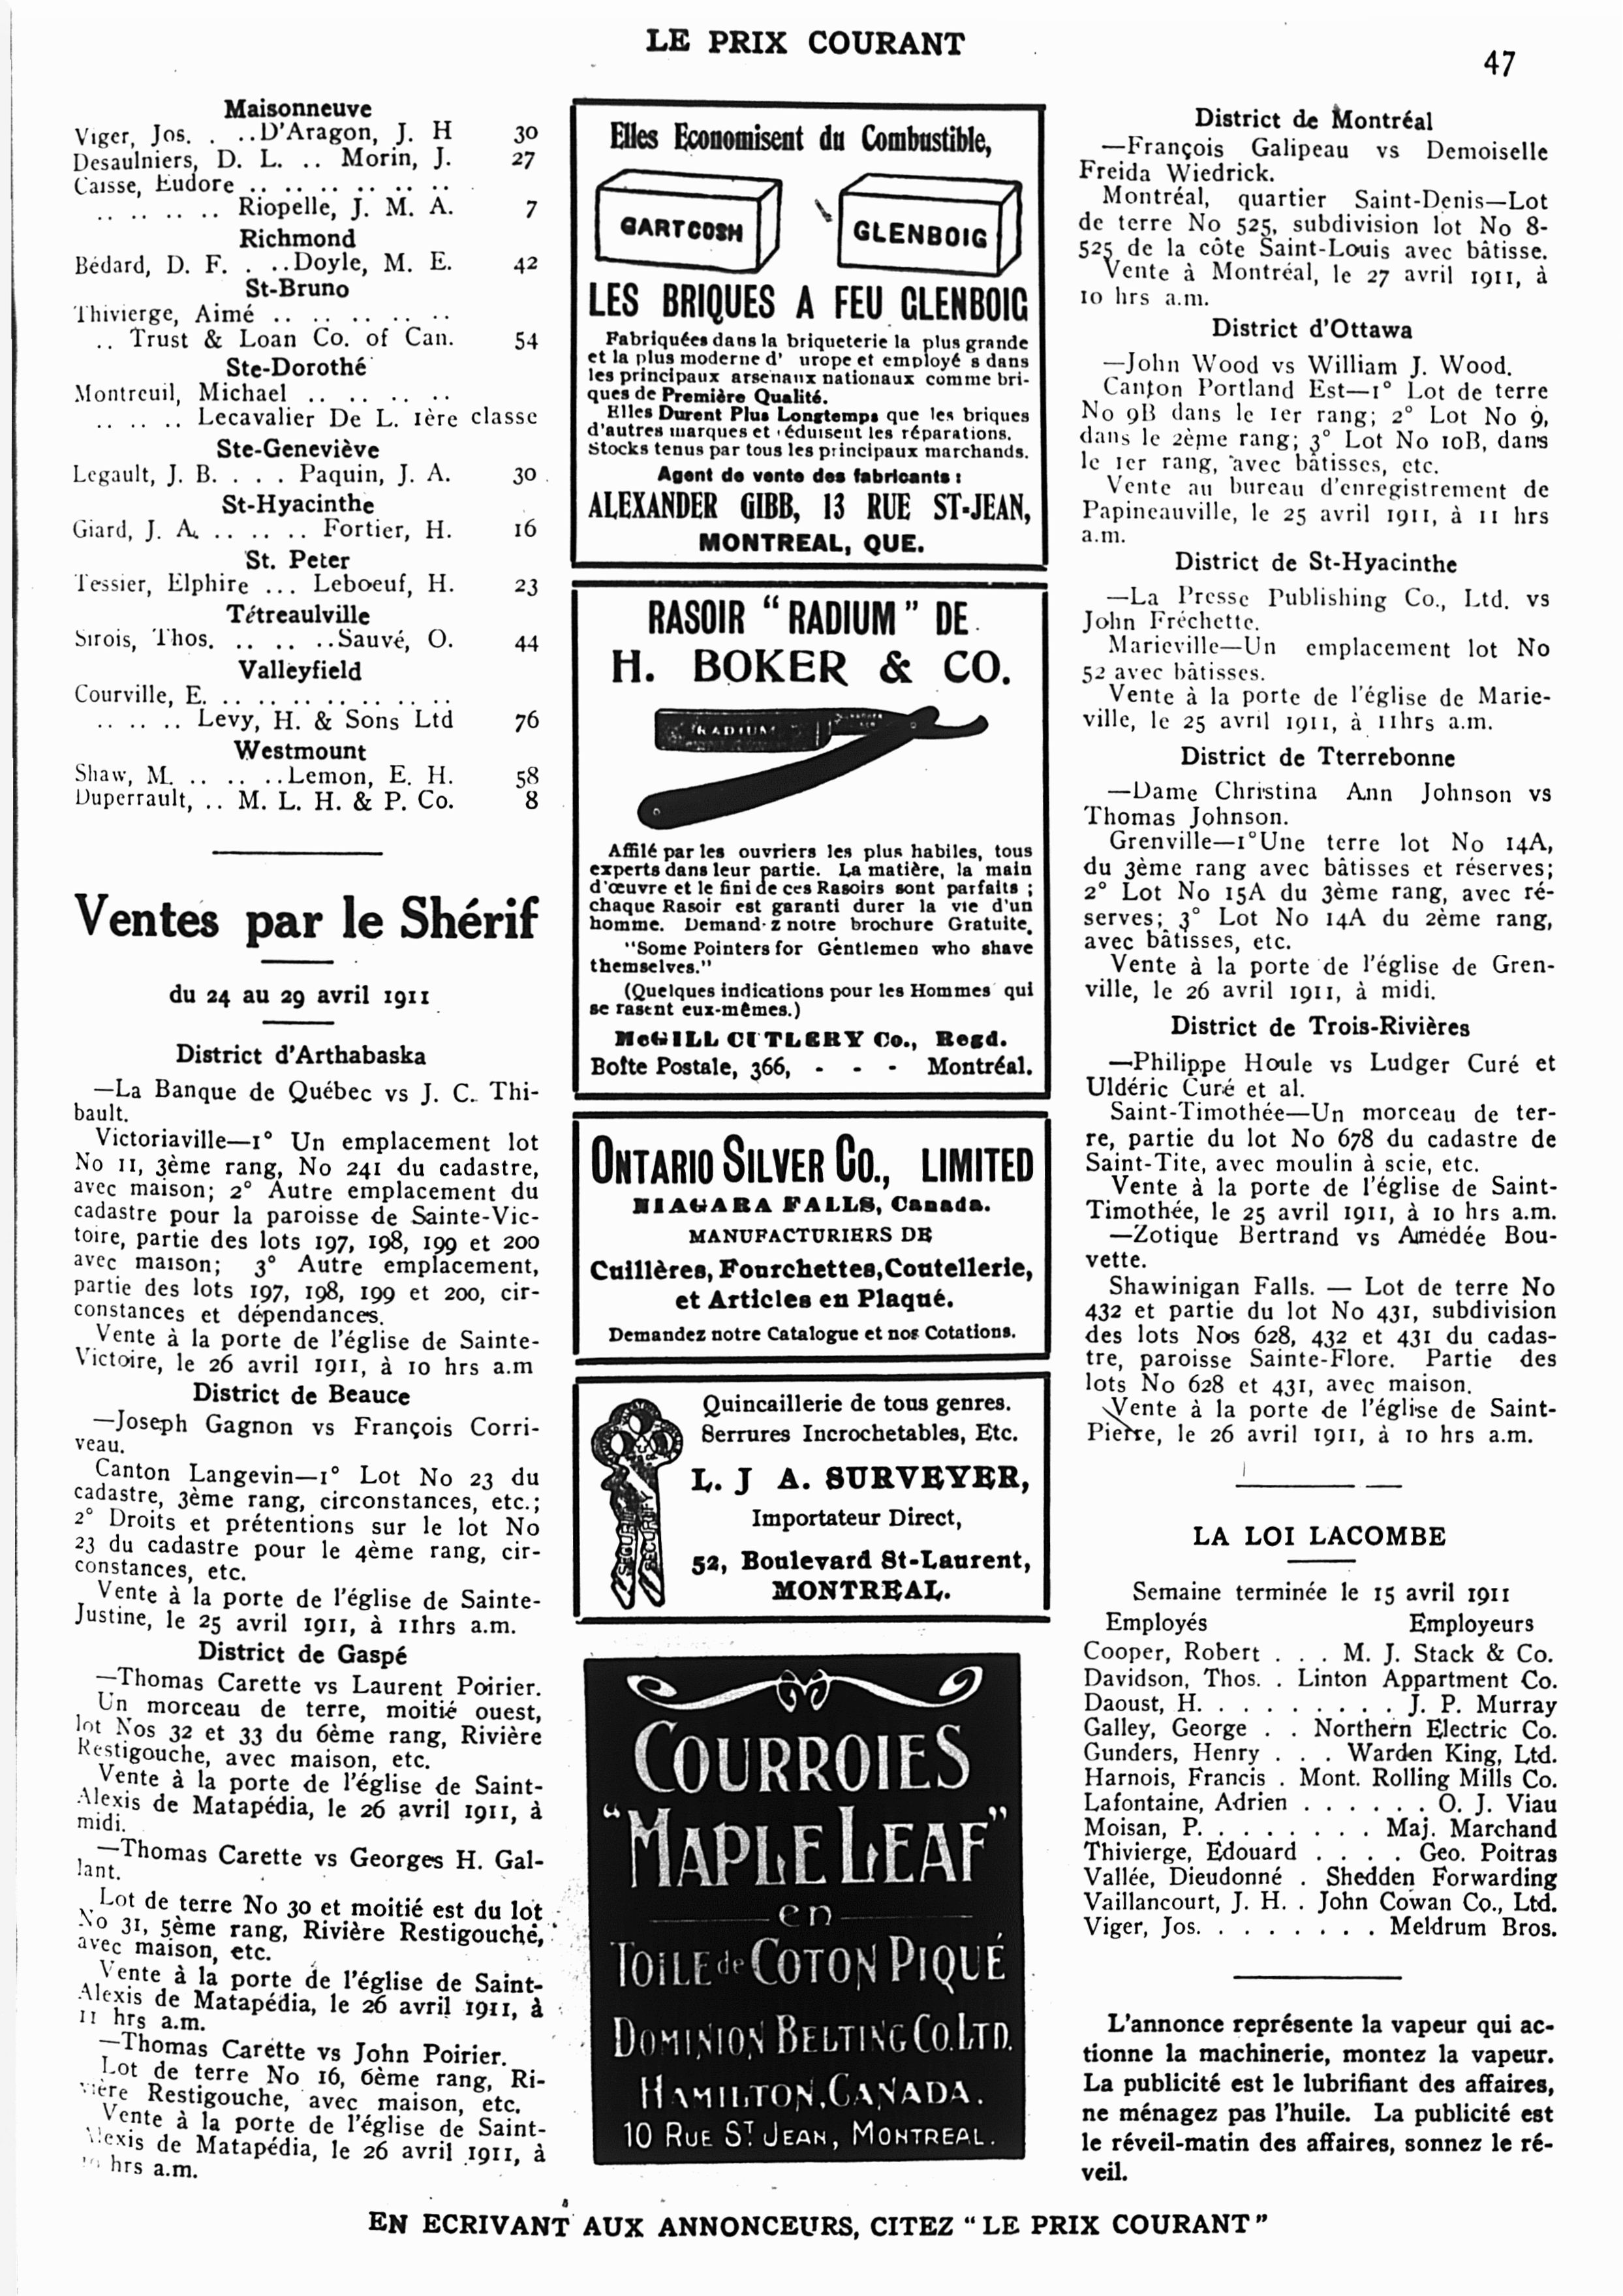 LE PRIX COURANT
47
Maisonneuve
Viger, Jos. . ..D'Aragon, J. H 30
Desaulniers, D. L. .. Morin, J. 27
Caisse, Eudore .. .. .. .. .. .. ..
.. .. .. .. .. Riopelle, J. M. A. 7
Richmond
Bédard, D. F. . ..Doyle, M. E. 42
St-Bruno
Thivierge, Aimé .. .. .. .. .. ..
.. Trust & Loan Co. of Can. 54
Ste-Dorothé
Montreuil, Michael .. .. .. .. ..
.. .. .. .. Lecavalier De L. 1ère classe
Ste-Geneviève
Legault, J. B. . . . . Paquin, J. A. 30
St-Hyacinthe
Giard, J. A. .. .. .. .. Fortier, H. 16
St. Peter
Tessier, Elphire ... Leboeuf, H. 23
Tétreaulville
Sirois, Thos. .. .. ..Sauvé, O. 44
Valleyfield
Courville, E. .. .. .. .. .. .. .. .. ..
.. .. .. .. Levy, H. & Sons Ltd 76
Westmount
Shaw, M. .. .. ..Lemon, E. H. 58
Duperrault, .. M. L. H. & P. Co. 8
Ventes par le Shérif
du 24 au 29 avril 1911
District d'Arthabaska
—La Banque de Québec vs J. C. Thi-
bault.
Victoriaville—1° Un emplacement lot
No 11, 3ème rang, No 241 du cadastre,
avec maison; 2° Autre emplacement du
cadastre pour la paroisse de Sainte-Vic-
toire, partie des lots 197, 198, 199 et 200
avec maison; 3° Autre emplacement,
partie des lots 197, 198, 199 et 200, cir-
constances et dépendances.
Vente à la porte de l'église de Sainte-
Victoire, le 26 avril 1911, à 10 hrs a.m
District de Beauce
—Joseph Gagnon vs François Corri-
veau.
Canton Langevin—1° Lot No 23 du
cadastre, 3ème rang, circonstances, etc.;
2° Droits et prétentions sur le lot No
23 du cadastre pour le 4ème rang, cir-
constances, etc.
Vente à la porte de l'église de Sainte-
Justine, le 25 avril 1911, à 11hrs a.m.
District de Gaspé
—Thomas Carette vs Laurent Poirier.
Un morceau de terre, moitié ouest,
lot Nos 32 et 33 du 6ème rang, Rivière
Restigouche, avec maison, etc.
Vente à la porte de l'église de Saint-
Alexis de Matapédia, le 26 avril 1911, à
midi.
—Thomas Carette vs Georges H. Gal-
lant.
Lot de terre No 30 et moitié est du lot
No 31, 5ème rang, Rivière Restigouche,
avec maison, etc.
Vente à la porte de l'église de Saint-
Alexis de Matapédia, le 26 avril 1911, à
11 hrs a.m.
—Thomas Carette vs John Poirier.
Lot de terre No 16, 6ème rang, Ri-
vière Restigouche, avec maison, etc.
Vente à la porte de l'église de Saint-
Alexis de Matapédia, le 26 avril 1911, à
hrs a.m.
Elles Economisent du Combustible,
GARTCOSH
GLENBOIG
LES BRIQUES A FEU GLENBOIG
Fabriquées dans la briqueterie la plus grande
et la plus moderne d' urope et employé s dans
les principaux arsenaux nationaux comme bri-
ques de Première Qualité.
Elles Durent Plus Longtemps que les briques
d'autres marques et réduisent les réparations.
Stocks tenus par tous les principaux marchands.
Agent de vente des fabricants:
ALEXANDER GIBB, 13 RUE ST-JEAN,
MONTREAL, QUE.
RASOIR "RADIUM" DE
H. BOKER & CO.
RADIUM
Affilé par les ouvriers les plus habiles, tous
experts dans leur partie. La matière, la main
d'œuvre et le fini de ces Rasoirs sont parfaits;
chaque Rasoir est garanti durer la vie d'un
homme. Demand z notre brochure Gratuite,
"Some Pointers for Gentlemen who shave
themselves."
(Quelques indications pour les Hommes qui
se rasent eux-mêmes.)
McGILL CUTLERY Co., Regd.
Boîte Postale, 366, - - - Montréal.
ONTARIO SILVER CO., LIMITED
NIAGARA FALLS, Canada.
MANUFACTURIERS DE
Cuillères, Fourchettes, Coutellerie,
et Articles en Plaqué.
Demandez notre Catalogue et nos Cotations.
SECURITY SECURITY
Quincaillerie de tous genres.
Serrures Incrochetables, Etc.
L. J A. SURVEYER,
Importateur Direct,
52, Boulevard St-Laurent,
MONTREAL.
COURROIES
"MAPLE LEAF"
en
TOILE de COTON PIQUÉ
DOMINION BELTING CO. LTD.
HAMILTON, CANADA.
10 RUE ST JEAN, MONTREAL.
District de Montréal
—François Galipeau vs Demoiselle
Freida Wiedrick.
Montréal, quartier Saint-Denis—Lot
de terre No 525, subdivision lot No 8-
525 de la côte Saint-Louis avec bâtisse.
Vente à Montréal, le 27 avril 1911, à
10 hrs a.m.
District d'Ottawa
—John Wood vs William J. Wood.
Canton Portland Est—1° Lot de terre
No 9B dans le 1er rang; 2° Lot No 9,
dans le 2ème rang; 3° Lot No 10B, dans
le 1er rang, avec bâtisses, etc.
Vente au bureau d'enregistrement de
Papineauville, le 25 avril 1911, à 11 hrs
a.m.
District de St-Hyacinthe
—La Presse Publishing Co., Ltd. vs
John Fréchette.
Marieville—Un emplacement lot No
52 avec bâtisses.
Vente à la porte de l'église de Marie-
ville, le 25 avril 1911, à 11hrs a.m.
District de Tterrebonne
—Dame Christina Ann Johnson vs
Thomas Johnson.
Grenville—1°Une terre lot No 14A,
du 3ème rang avec bâtisses et réserves;
2° Lot No 15A du 3ème rang, avec ré-
serves; 3° Lot No 14A du 2ème rang,
avec bâtisses, etc.
Vente à la porte de l'église de Gren-
ville, le 26 avril 1911, à midi.
District de Trois-Rivières
—Philippe Houle vs Ludger Curé et
Uldéric Curé et al.
Saint-Timothée—Un morceau de ter-
re, partie du lot No 678 du cadastre de
Saint-Tite, avec moulin à scie, etc.
Vente à la porte de l'église de Saint-
Timothée, le 25 avril 1911, à 10 hrs a.m.
—Zotique Bertrand vs Amédée Bou-
vette.
Shawinigan Falls. — Lot de terre No
432 et partie du lot No 431, subdivision
des lots Nos 628, 432 et 431 du cadas-
tre, paroisse Sainte-Flore. Partie des
lots No 628 et 431, avec maison.
Vente à la porte de l'église de Saint-
Pierre, le 26 avril 1911, à 10 hrs a.m.
LA LOI LACOMBE
Semaine terminée le 15 avril 1911
Employés Employeurs
Cooper, Robert . . . M. J. Stack & Co.
Davidson, Thos. . Linton Appartment Co.
Daoust, H. . . . . . . . . . J. P. Murray
Galley, George . . Northern Electric Co.
Gunders, Henry . . . Warden King, Ltd.
Harnois, Francis . Mont. Rolling Mills Co.
Lafontaine, Adrien . . . . . . O. J. Viau
Moisan, P. . . . . . . . Maj. Marchand
Thivierge, Edouard . . . . Geo. Poitras
Vallée, Dieudonné . Shedden Forwarding
Vaillancourt, J. H. . John Cowan Co., Ltd.
Viger, Jos. . . . . . . . Meldrum Bros.
L'annonce représente la vapeur qui ac-
tionne la machinerie, montez la vapeur.
La publicité est le lubrifiant des affaires,
ne ménagez pas l'huile. La publicité est
le réveil-matin des affaires, sonnez le ré-
veil.
EN ECRIVANT AUX ANNONCEURS, CITEZ "LE PRIX COURANT"